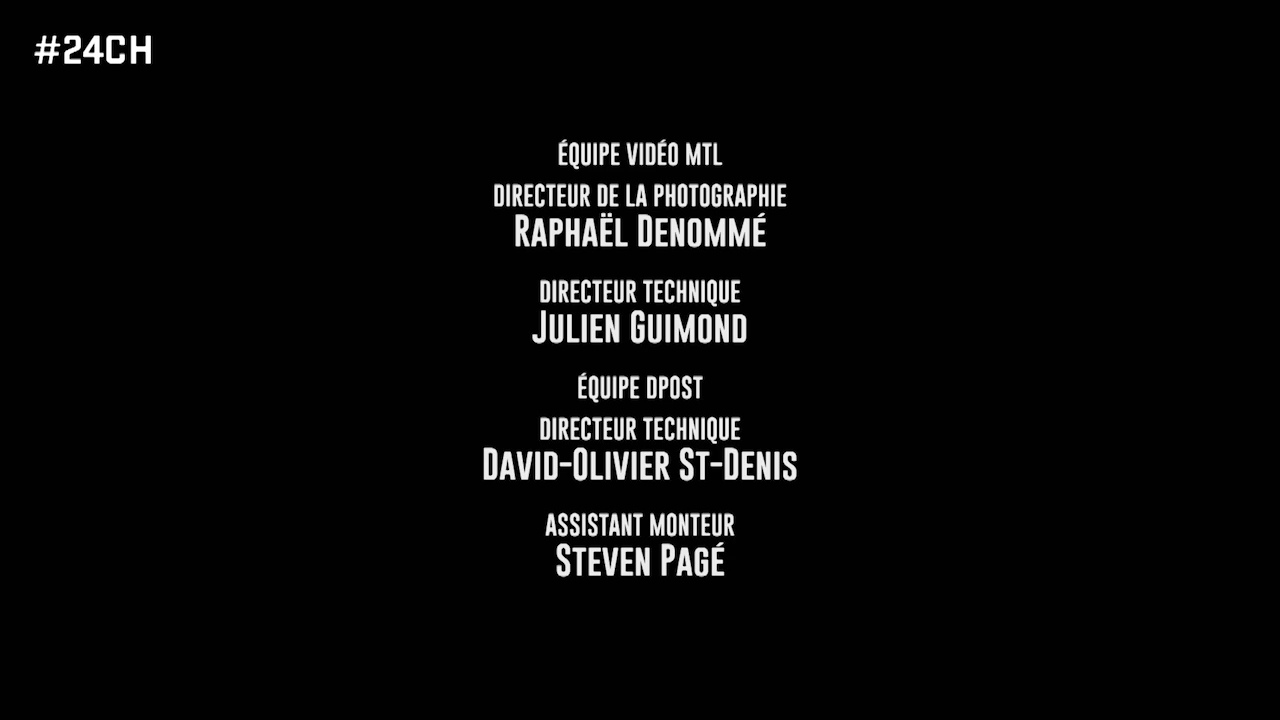 #24CH
ÉQUIPE VIDÉO MTL
DIRECTEUR DE LA PHOTOGRAPHIE
RAPHAËL DENOMMÉ
DIRECTEUR TECHNIQUE
JULIEN GUIMOND
ÉQUIPE DPOST
DIRECTEUR TECHNIQUE
DAVID-OLIVIER ST-DENIS
ASSISTANT MONTEUR
STEVEN PAGÉ